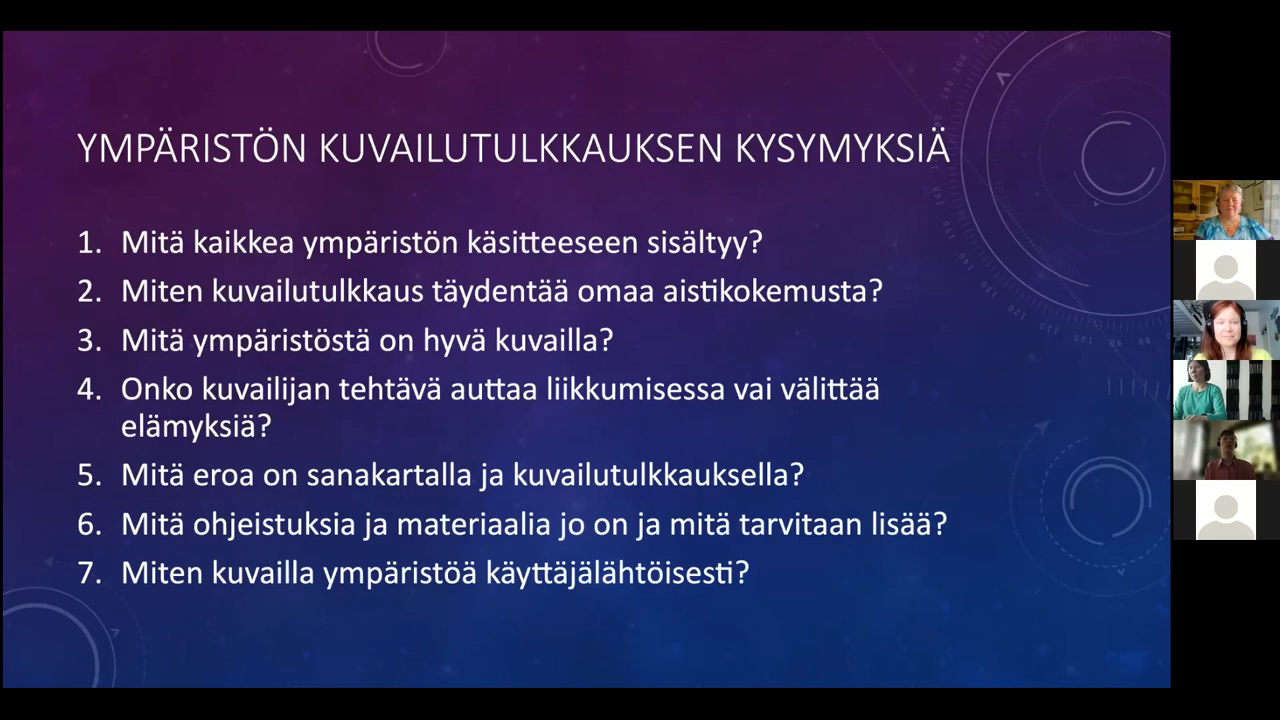 YMPÄRISTÖN KUVAILUTULKKAUKSEN KYSYMYKSIÄ
1. Mitä kaikkea ympäristön käsitteeseen sisältyy?
2. Miten kuvailutulkkaus täydentää omaa aistikokemusta?
3. Mitä ympäristöstä on hyvä kuvailla?
4. Onko kuvailijan tehtävä auttaa liikkumisessa vai välittää
elämyksiä?
5. Mitä eroa on sanakartalla ja kuvailutulkkauksella?
6. Mitä ohjeistuksia ja materiaalia jo on ja mitä tarvitaan lisää?
7. Miten kuvailla ympäristöä käyttäjälähtöisesti?